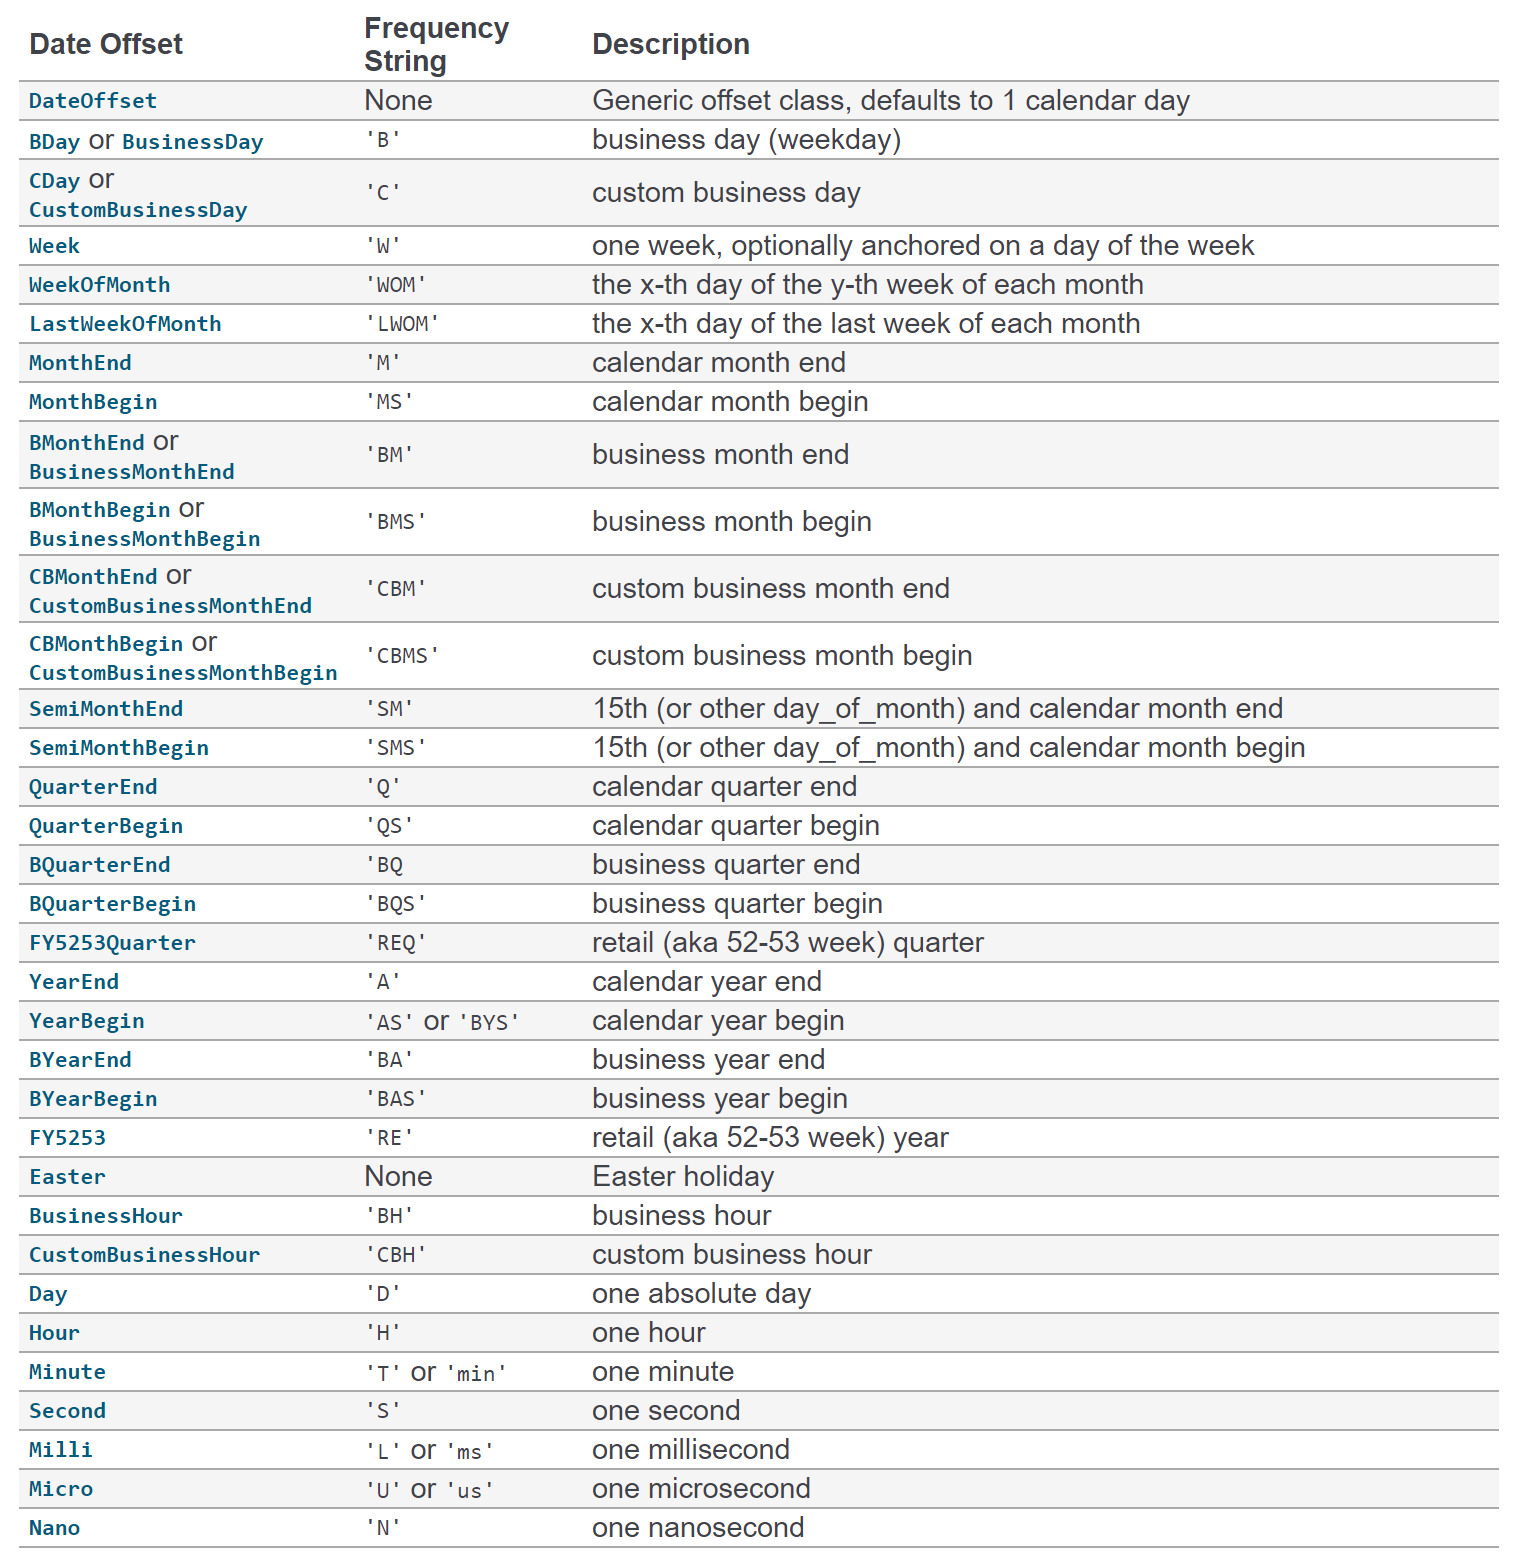 Date Offset Frequency String Description
DateOffset None Generic offset class, defaults to 1 calendar day
BDay or BusinessDay 'B' business day (weekday)
CDay or
CustomBusinessDay 'C' custom business day
Week 'W' one week, optionally anchored on a day of the week
WeekOfMonth 'WOM' the x-th day of the y-th week of each month
LastWeekOfMonth 'LWOM' the x-th day of the last week of each month
MonthEnd 'M' calendar month end
MonthBegin 'MS' calendar month begin
BMonthEnd or
BusinessMonthEnd 'BM' business month end
BMonthBegin or
BusinessMonthBegin 'BMS' business month begin
CBMonthEnd or
CustomBusinessMonthEnd 'CBM' custom business month end
CBMonthBegin or
CustomBusinessMonthBegin 'CBMS' custom business month begin
SemiMonthEnd 'SM' 15th (or other day_of_month) and calendar month end
SemiMonthBegin 'SMS' 15th (or other day_of_month) and calendar month begin
QuarterEnd 'Q' calendar quarter end
QuarterBegin 'QS' calendar quarter begin
BQuarterEnd 'BQ business quarter end
BQuarterBegin 'BQS' business quarter begin
FY5253Quarter 'REQ' retail (aka 52-53 week) quarter
YearEnd 'A' calendar year end
YearBegin 'AS' or 'BYS' calendar year begin
BYearEnd 'BA' business year end
BYearBegin 'BAS' business year begin
FY5253 'RE' retail (aka 52-53 week) year
Easter None Easter holiday
BusinessHour 'BH' business hour
CustomBusinessHour 'CBH' custom business hour
Day 'D' one absolute day
Hour 'H' one hour
Minute 'T' or 'min' one minute
Second 'S' one second
Milli 'L' or 'ms' one millisecond
Micro 'U' or 'us' one microsecond
Nano 'N' one nanosecond